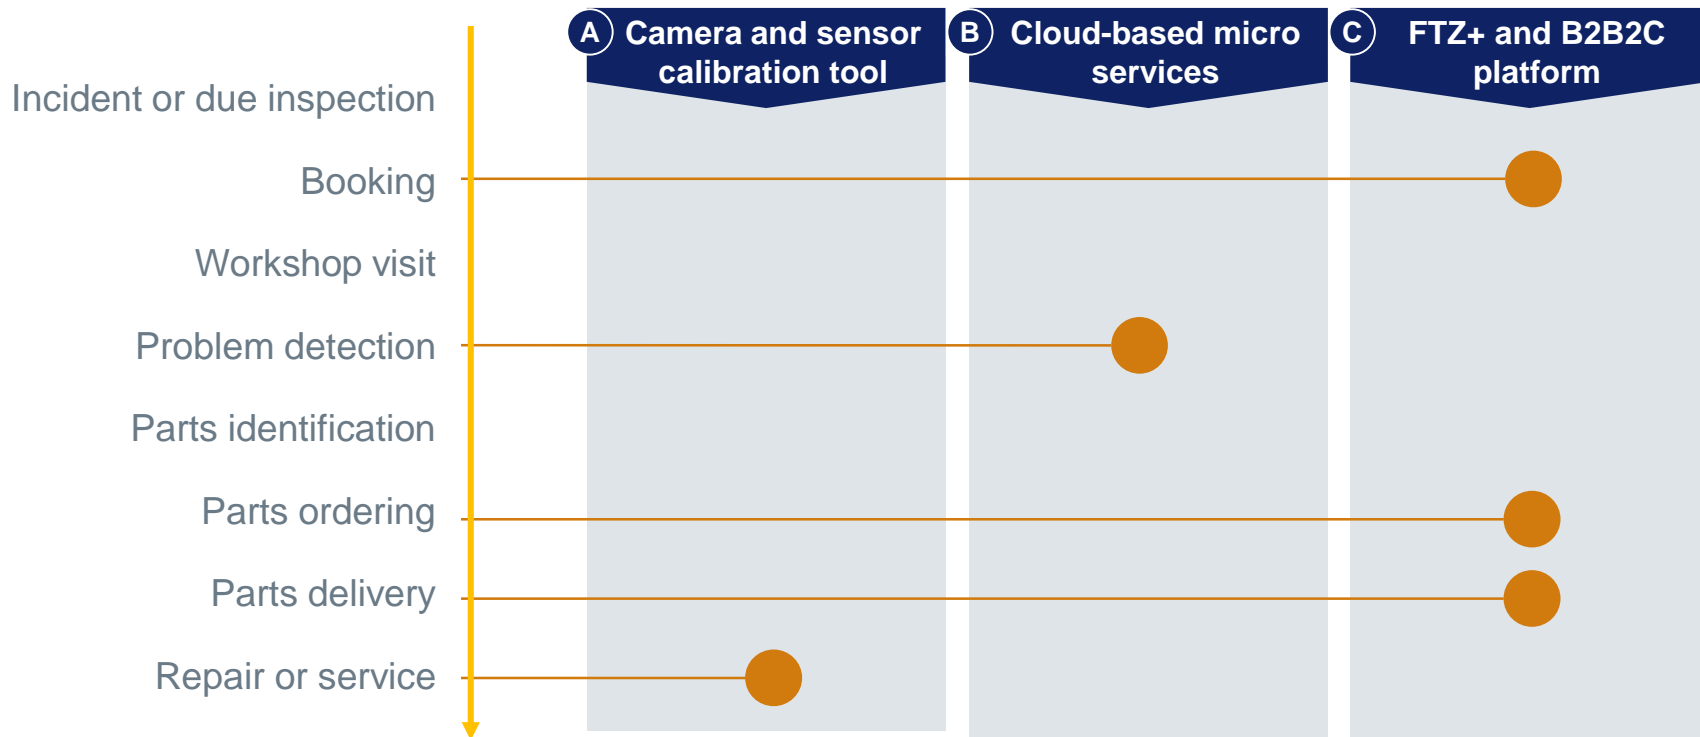 A
Camera and sensor
calibration tool
B
Cloud-based micro
services
C
FTZ+ and B2B2C
platform
Incident or due inspection
Booking
Workshop visit
Problem detection
Parts identification
Parts ordering
Parts delivery
Repair or service